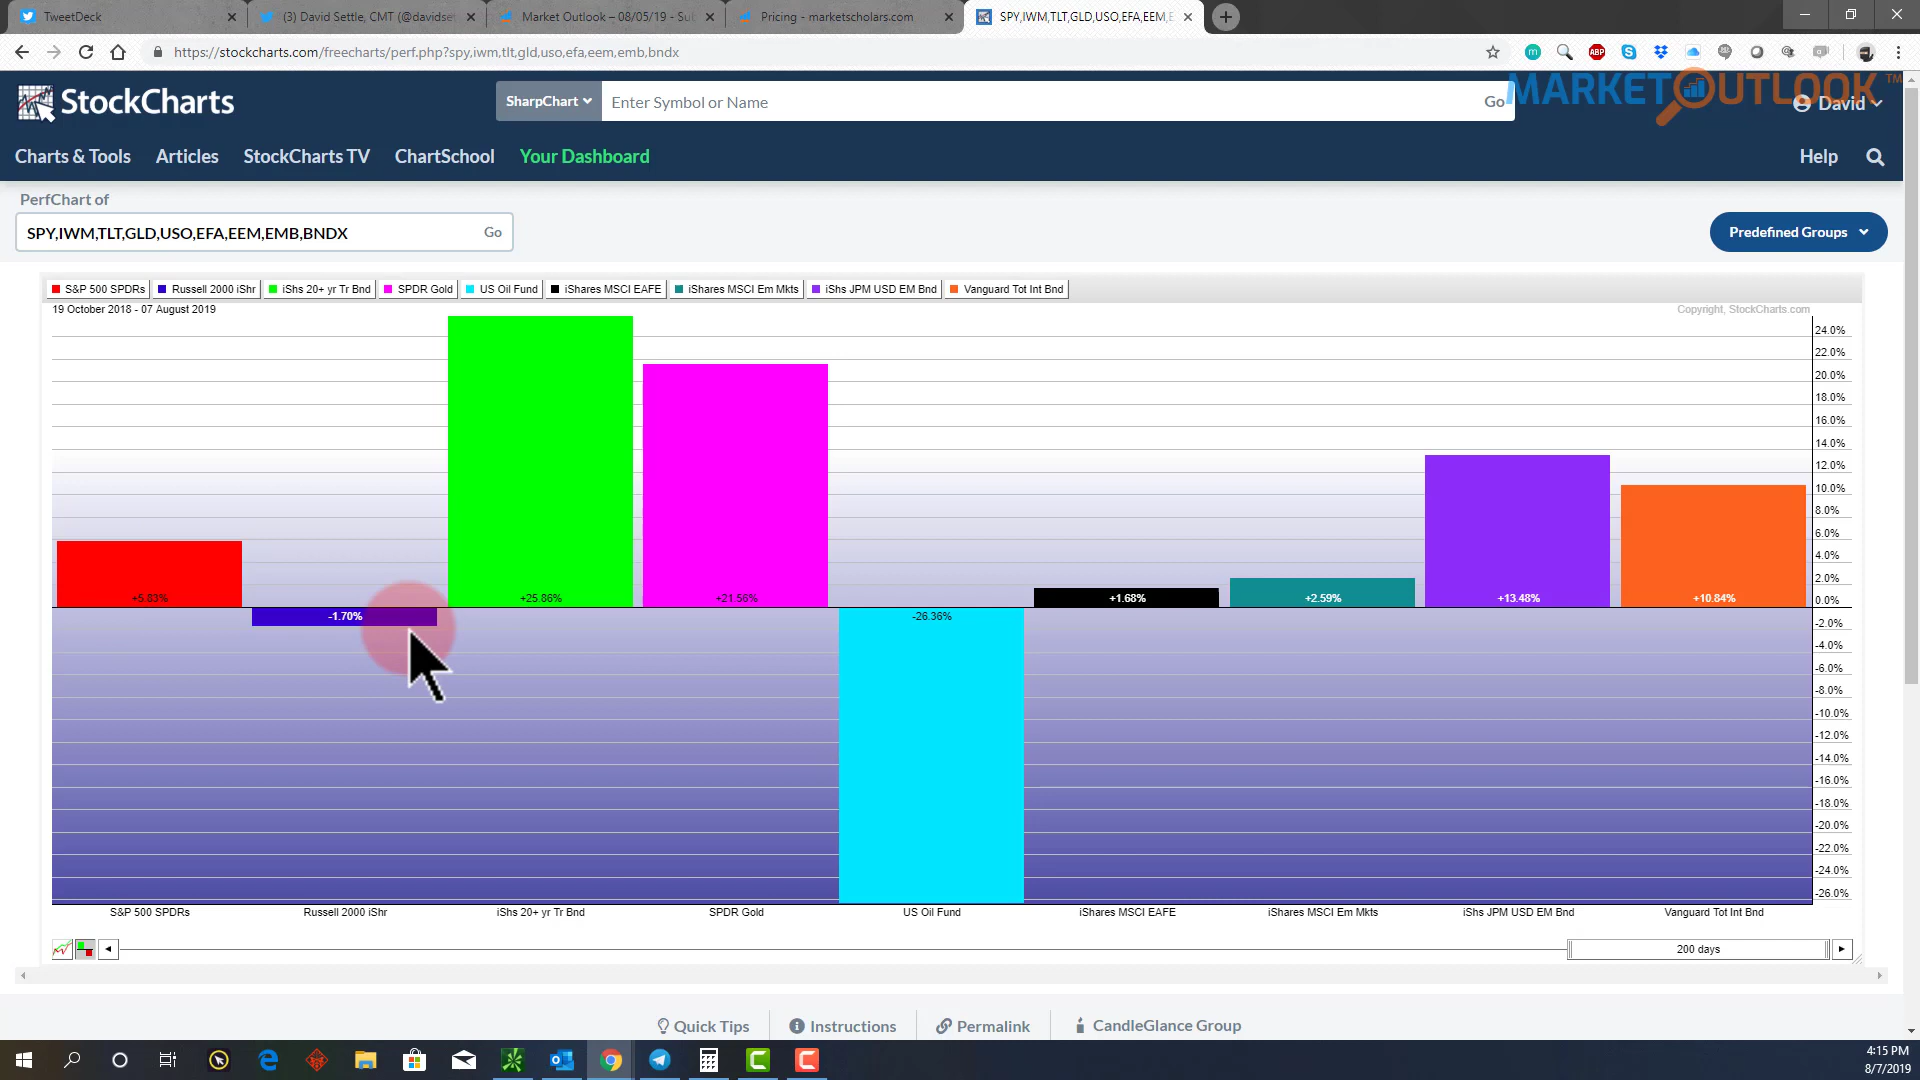 TweetDeck
(3) David Settle, CMT (@davidset
Market Outlook – 08/05/19 - Sub
Pricing - marketscholars.com
SPY,IWM,TLT,GLD,USO,EFA,EEM,E
https://stockcharts.com/freecharts/perf.php?spy,iwm,tlt,gld,uso,efa,eem,emb,bndx
StockCharts
SharpChart
Enter Symbol or Name
Go
MARKETOUTLOOK™
David
Charts & Tools
Articles
StockCharts TV
ChartSchool
Your Dashboard
Help
PerfChart of
SPY,IWM,TLT,GLD,USO,EFA,EEM,EMB,BNDX
Go
Predefined Groups
S&P 500 SPDRs
Russell 2000 iShr
iShs 20+ yr Tr Bnd
SPDR Gold
US Oil Fund
iShares MSCI EAFE
iShares MSCI Em Mkts
iShs JPM USD EM Bnd
Vanguard Tot Int Bnd
19 October 2018 - 07 August 2019
Copyright, StockCharts.com
24.0%
22.0%
20.0%
18.0%
16.0%
14.0%
12.0%
10.0%
8.0%
6.0%
4.0%
2.0%
0.0%
-2.0%
-4.0%
-6.0%
-8.0%
-10.0%
-12.0%
-14.0%
-16.0%
-18.0%
-20.0%
-22.0%
-24.0%
-26.0%
+5.83%
-1.70%
+25.86%
+21.56%
-26.36%
+1.68%
+2.59%
+13.48%
+10.84%
S&P 500 SPDRs
Russell 2000 iShr
iShs 20+ yr Tr Bnd
SPDR Gold
US Oil Fund
iShares MSCI EAFE
iShares MSCI Em Mkts
iShs JPM USD EM Bnd
Vanguard Tot Int Bnd
200 days
Quick Tips
Instructions
Permalink
CandleGlance Group
4:15 PM
8/7/2019